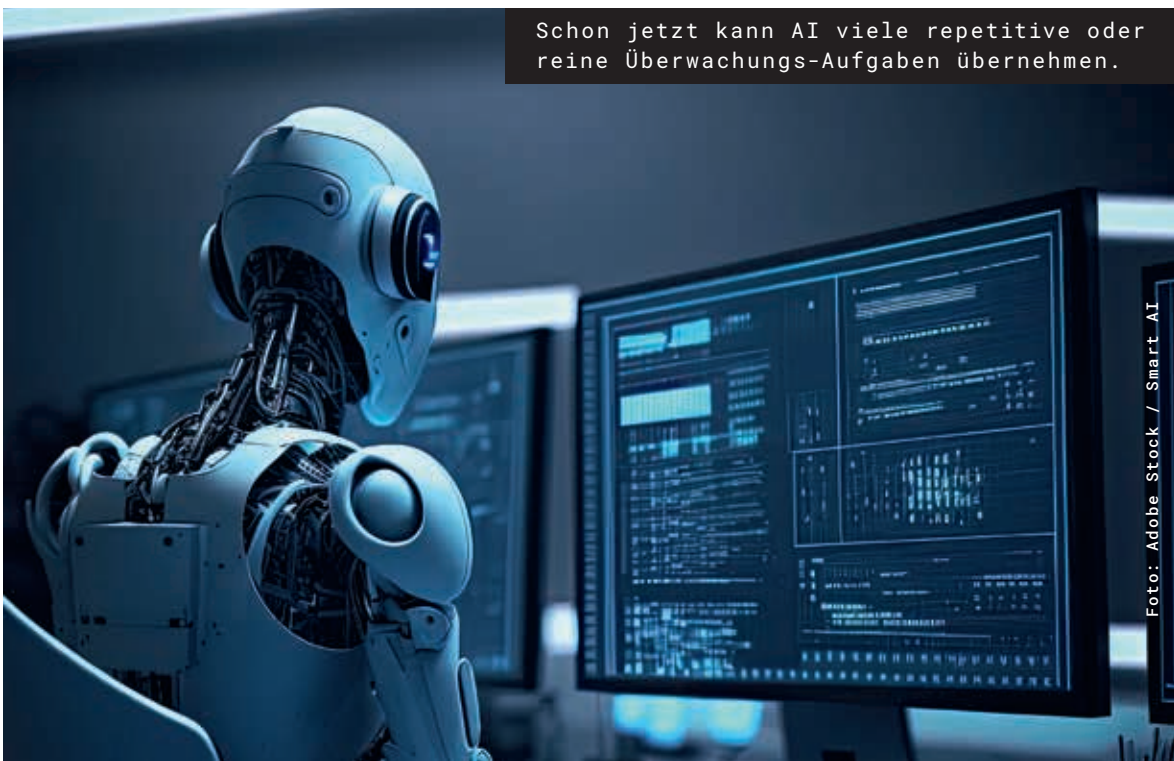 Schon jetzt kann AI viele repetitive oder
reine Überwachungs-Aufgaben übernehmen.
Foto: Adobe Stock / Smart AI